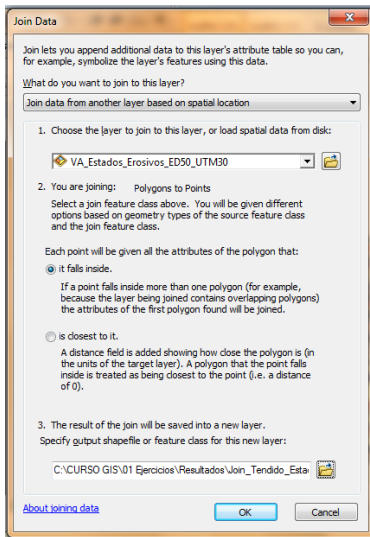 Join Data
Join lets you append additional data to this layer's attribute table so you can,
for example, symbolize the layer's features using this data.
What do you want to join to this layer?
Join data from another layer based on spatial location
1. Choose the layer to join to this layer, or load spatial data from disk:
VA_Estados_Erosivos_ED50_UTM30
2. You are joining: Polygons to Points
Select a join feature class above. You will be given different
options based on geometry types of the source feature class
and the join feature class.
Each point will be given all the attributes of the polygon that:
it falls inside.
If a point falls inside more than one polygon (for example,
because the layer being joined contains overlapping polygons)
the attributes of the first polygon found will be joined.
is closest to it.
A distance field is added showing how close the polygon is (in
the units of the target layer). A polygon that the point falls
inside is treated as being closest to the point (i.e. a distance
of 0).
3. The result of the join will be saved into a new layer.
Specify output shapefile or feature class for this new layer:
C:\CURSO GIS\01 Ejercicios\Resultados\Join_Tendido_Esta
About joining data
OK
Cancel